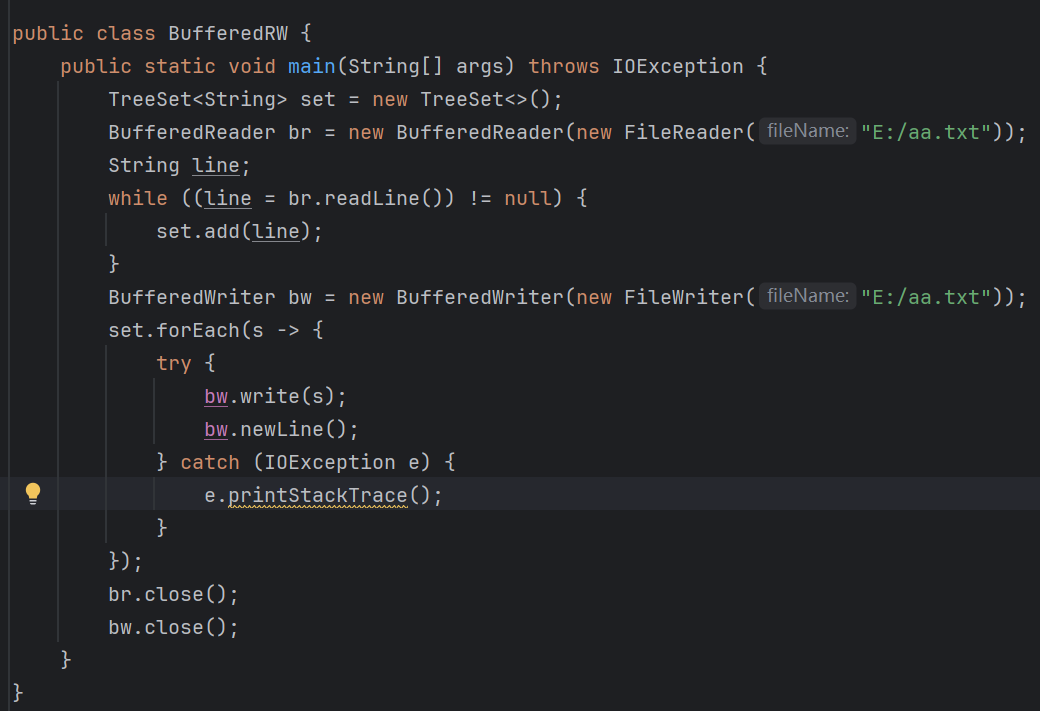 public class BufferedRW {
    public static void main(String[] args) throws IOException {
        TreeSet<String> set = new TreeSet<>();
        BufferedReader br = new BufferedReader(new FileReader( fileName: "E:/aa.txt"));
        String line;
        while ((line = br.readLine()) != null) {
            set.add(line);
        }
        BufferedWriter bw = new BufferedWriter(new FileWriter( fileName: "E:/aa.txt"));
        set.forEach(s -> {
            try {
                bw.write(s);
                bw.newLine();
            } catch (IOException e) {
                e.printStackTrace();
            }
        });
        br.close();
        bw.close();
    }
}